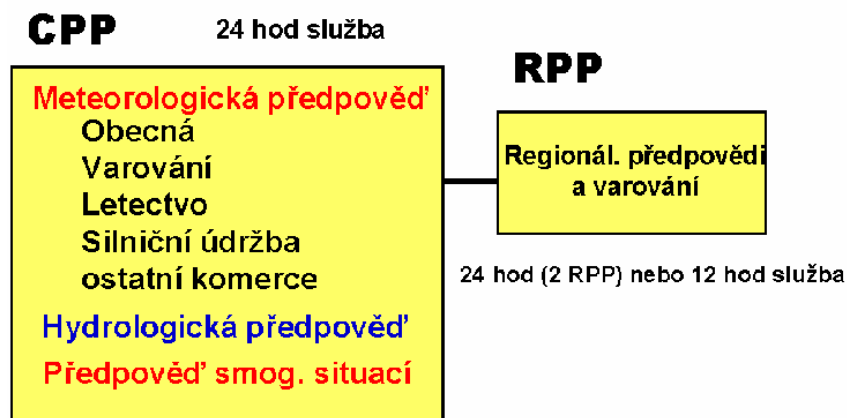 CPP 24 hod služba
Meteorologická předpověď
Obecná
Varování
Letectvo
Silniční údržba
ostatní komerce
Hydrologická předpověď
Předpověď smog. situací
RPP
Regionál. předpovědi
a varování
24 hod (2 RPP) nebo 12 hod služba